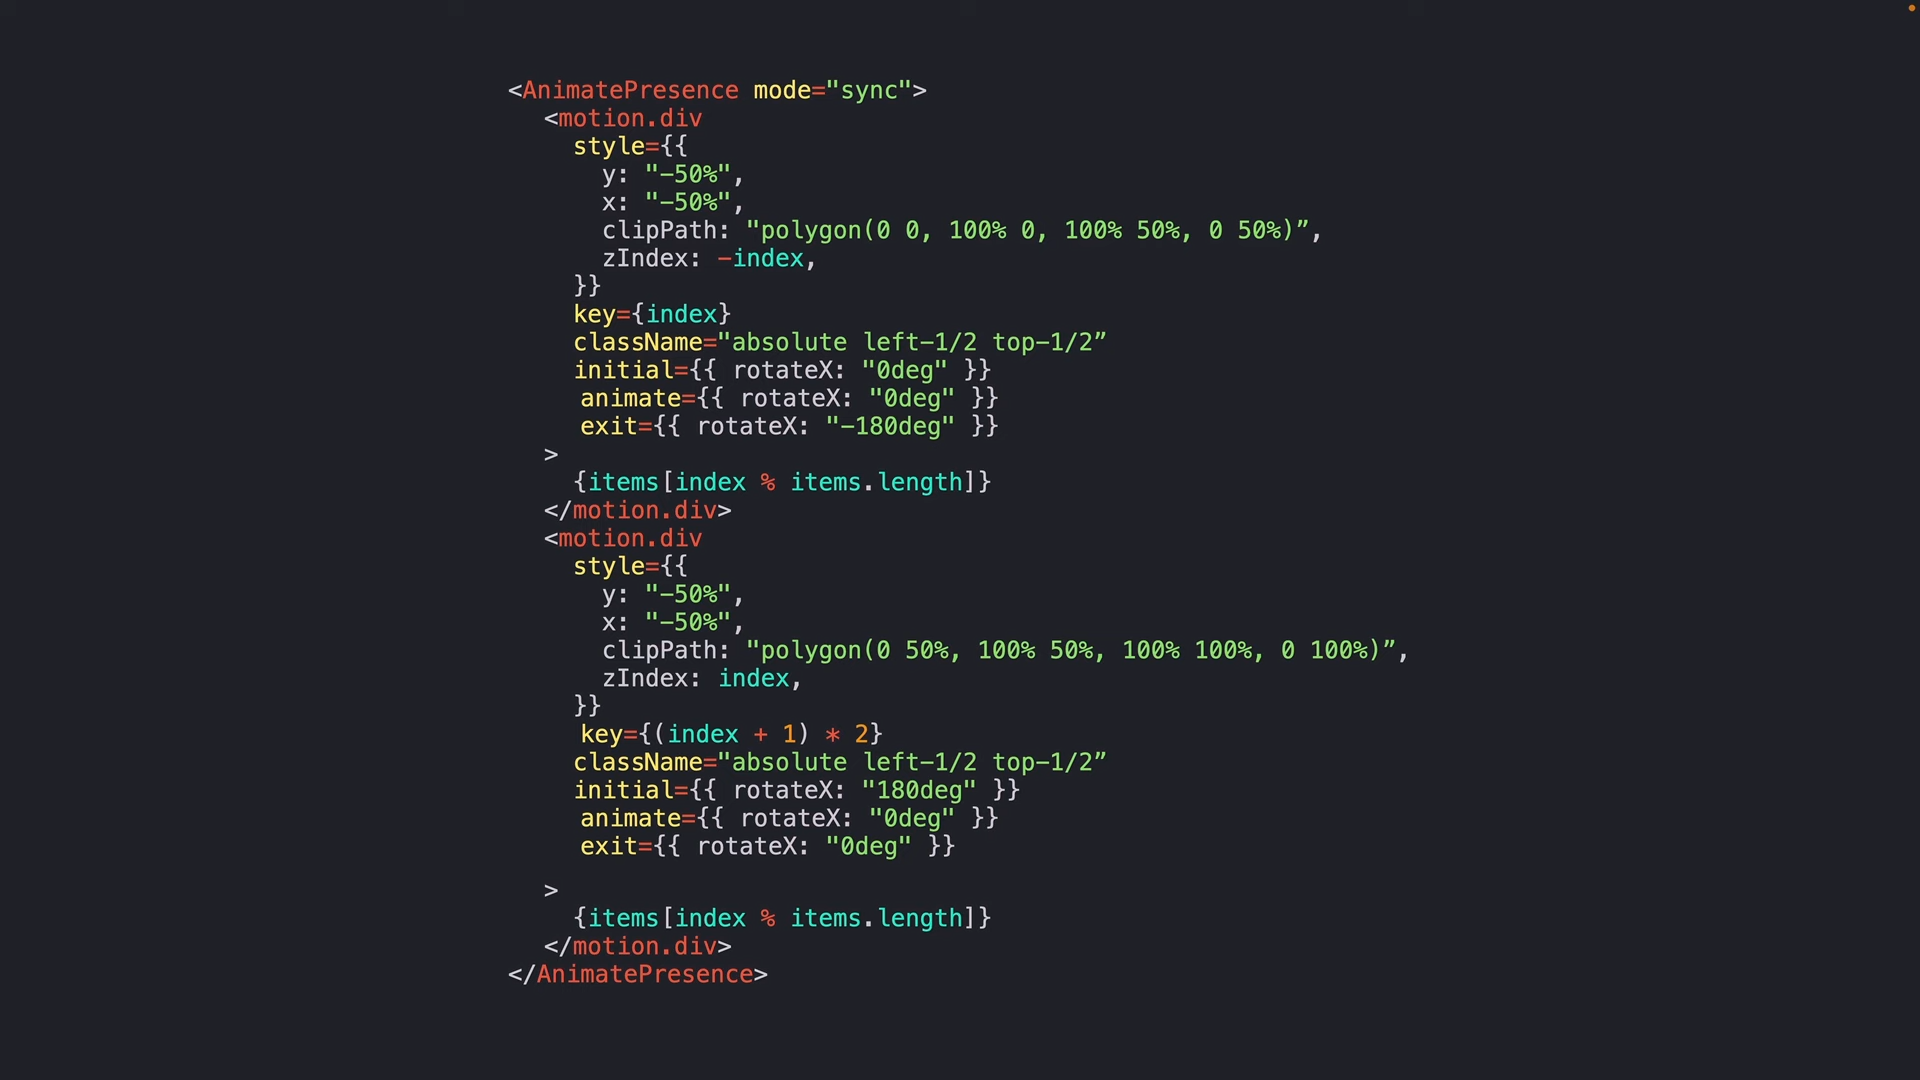 <AnimatePresence mode="sync">
<motion.div
style={{
y: "-50%",
x: "-50%",
clipPath: "polygon(0 0, 100% 0, 100% 50%, 0 50%)”,
zIndex: -index,
}}
key={index}
className="absolute left-1/2 top-1/2”
initial={{ rotateX: "0deg" }}
animate={{ rotateX: "0deg" }}
exit={{ rotateX: "-180deg" }}
>
{items[index % items.length]}
</motion.div>
<motion.div
style={{
y: "-50%",
x: "-50%",
clipPath: "polygon(0 50%, 100% 50%, 100% 100%, 0 100%)”,
zIndex: index,
}}
key={(index + 1) * 2}
className="absolute left-1/2 top-1/2”
initial={{ rotateX: "180deg" }}
animate={{ rotateX: "0deg" }}
exit={{ rotateX: "0deg" }}
>
{items[index % items.length]}
</motion.div>
</AnimatePresence>